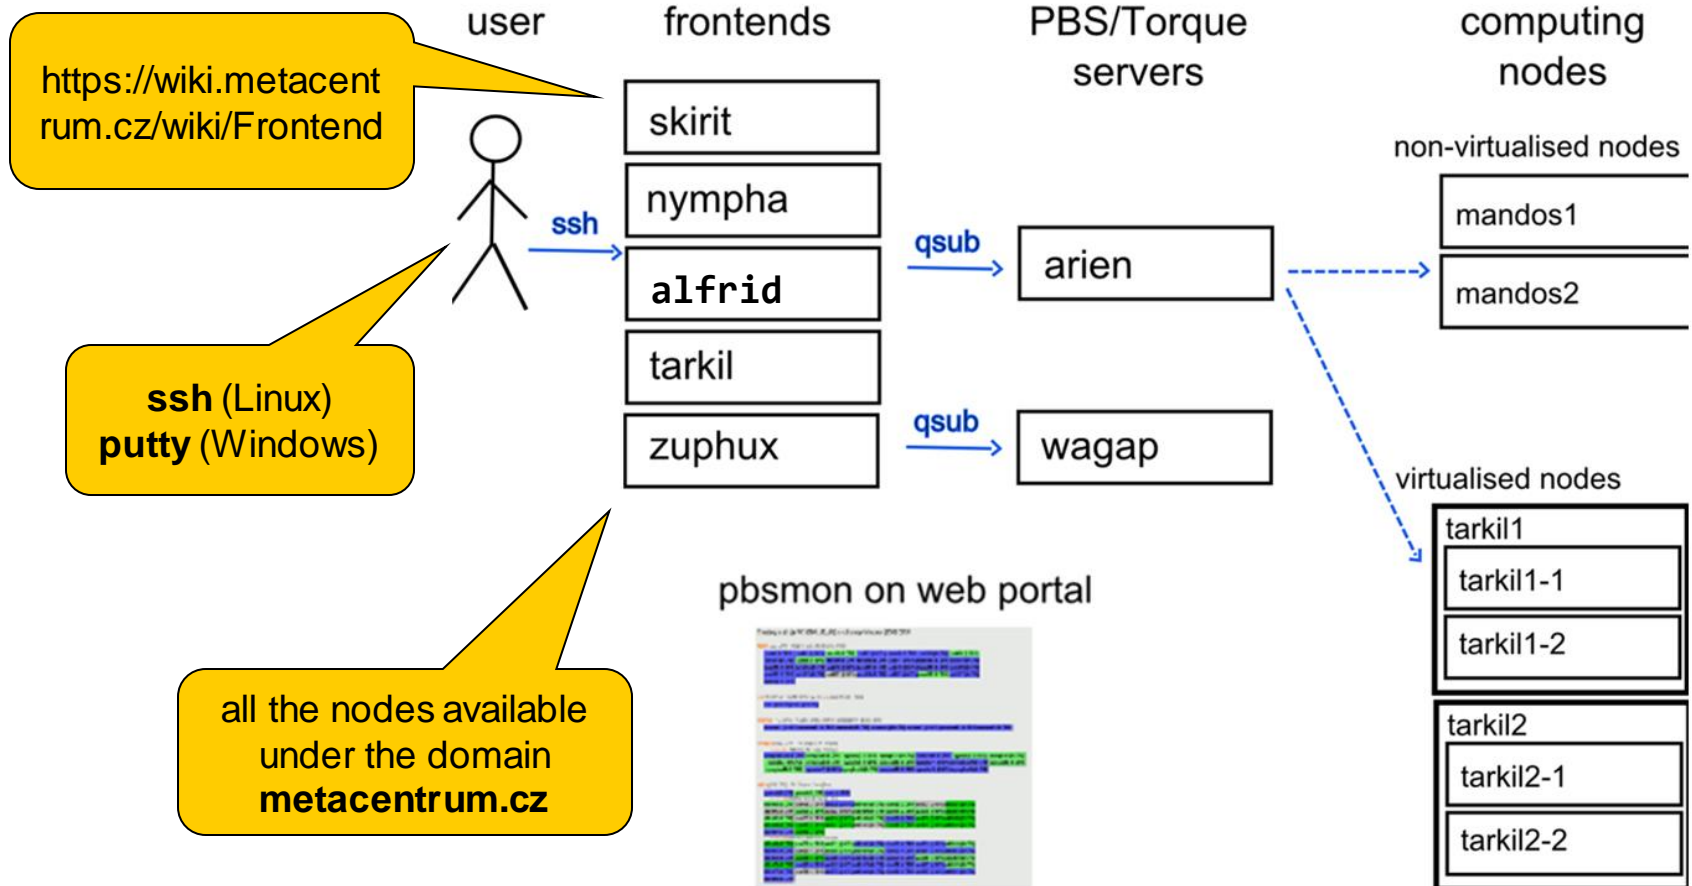 user
frontends
PBS/Torque
servers
computing
nodes
https://wiki.metacent
rum.cz/wiki/Frontend
skirit
nympha
alfrid
tarkil
zuphux
ssh
qsub
qsub
arien
wagap
non-virtualised nodes
mandos1
mandos2
ssh (Linux)
putty (Windows)
virtualised nodes
tarkil1
tarkil1-1
tarkil1-2
tarkil2
tarkil2-1
tarkil2-2
all the nodes available
under the domain
metacentrum.cz
pbsmon on web portal